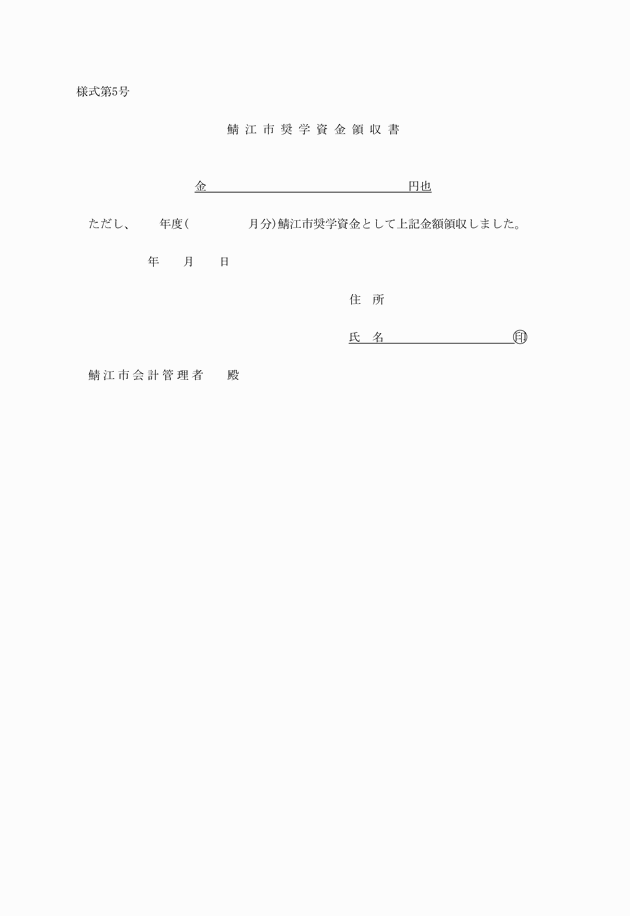 様式第5号
鯖江市奨学資金領収書
金　　　　　　　　　　　　　　　　　円也
ただし、　　年度(　　　　　月分)鯖江市奨学資金として上記金額領収しました。
年　　月　　日
住　所
氏　名　　　　　　　　　　　㊞
鯖江市会計管理者　　殿